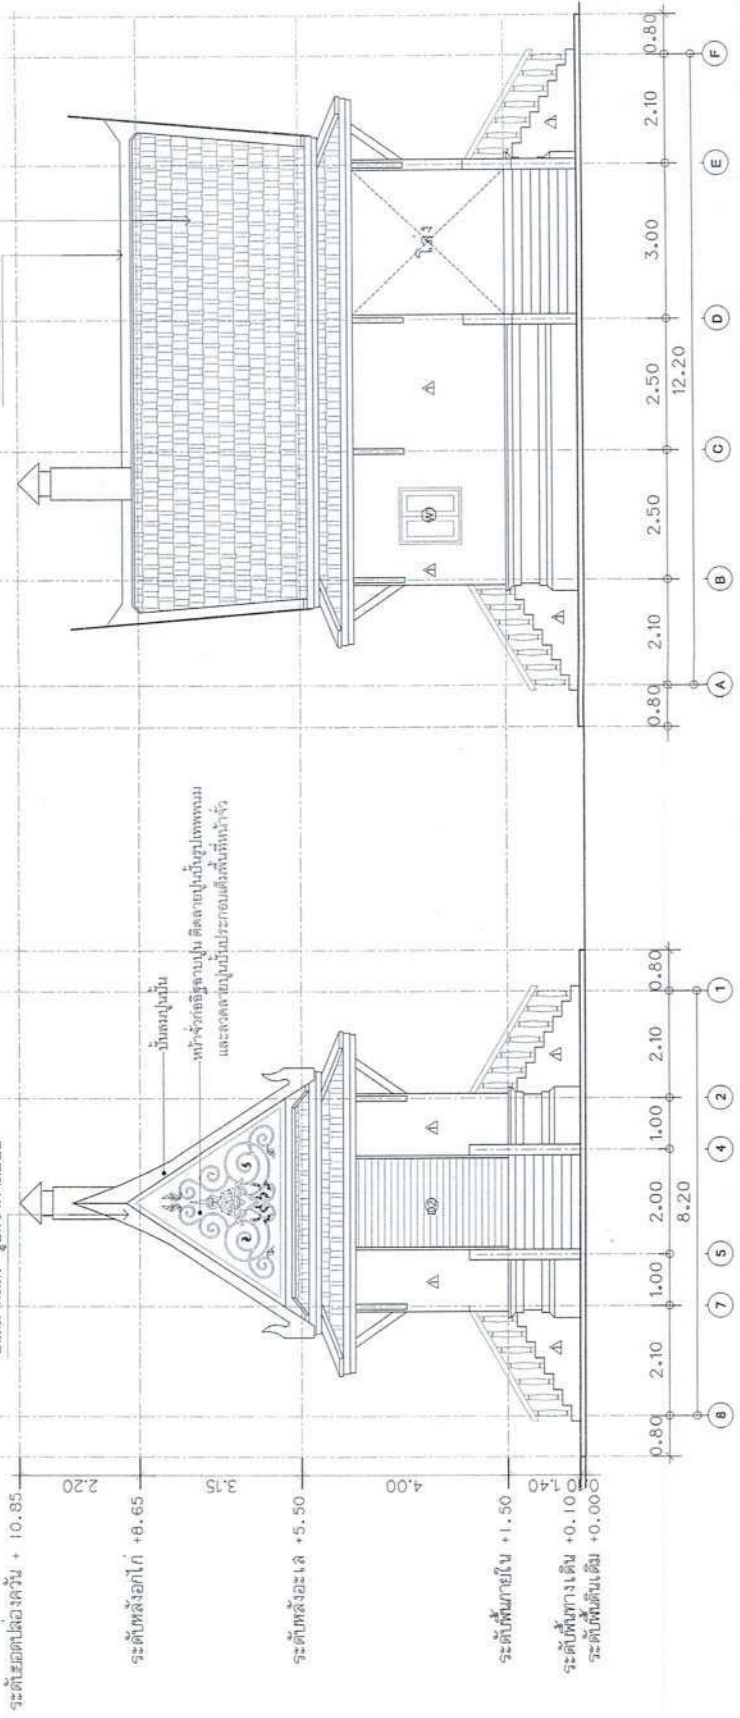 ระดับยอดปล่องควัน + 10.85
ระดับหลังอกไก่ +8.65
ระดับหลังอะเส +5.50
ระดับพื้นภายใน +1.50
ระดับพื้นทางเดิน +0.10
ระดับพื้นดินเดิม +0.00
2.20
3.15
4.00
1.40
ปั้นลมปูนปั้น
หน้าจั่วก่ออิฐฉาบปูน ติดลายปูนปั้นรูปเทพพนม
และลวดลายปูนปั้นประกอบเต็มพื้นที่หน้าจั่ว
D2
0.80 2.10 1.00 2.00 1.00 2.10 0.80
8.20
8 7 5 4 2 1
โล่ง
W
0.80 2.10 2.50 2.50 3.00 2.10 0.80
12.20
A B C D E F